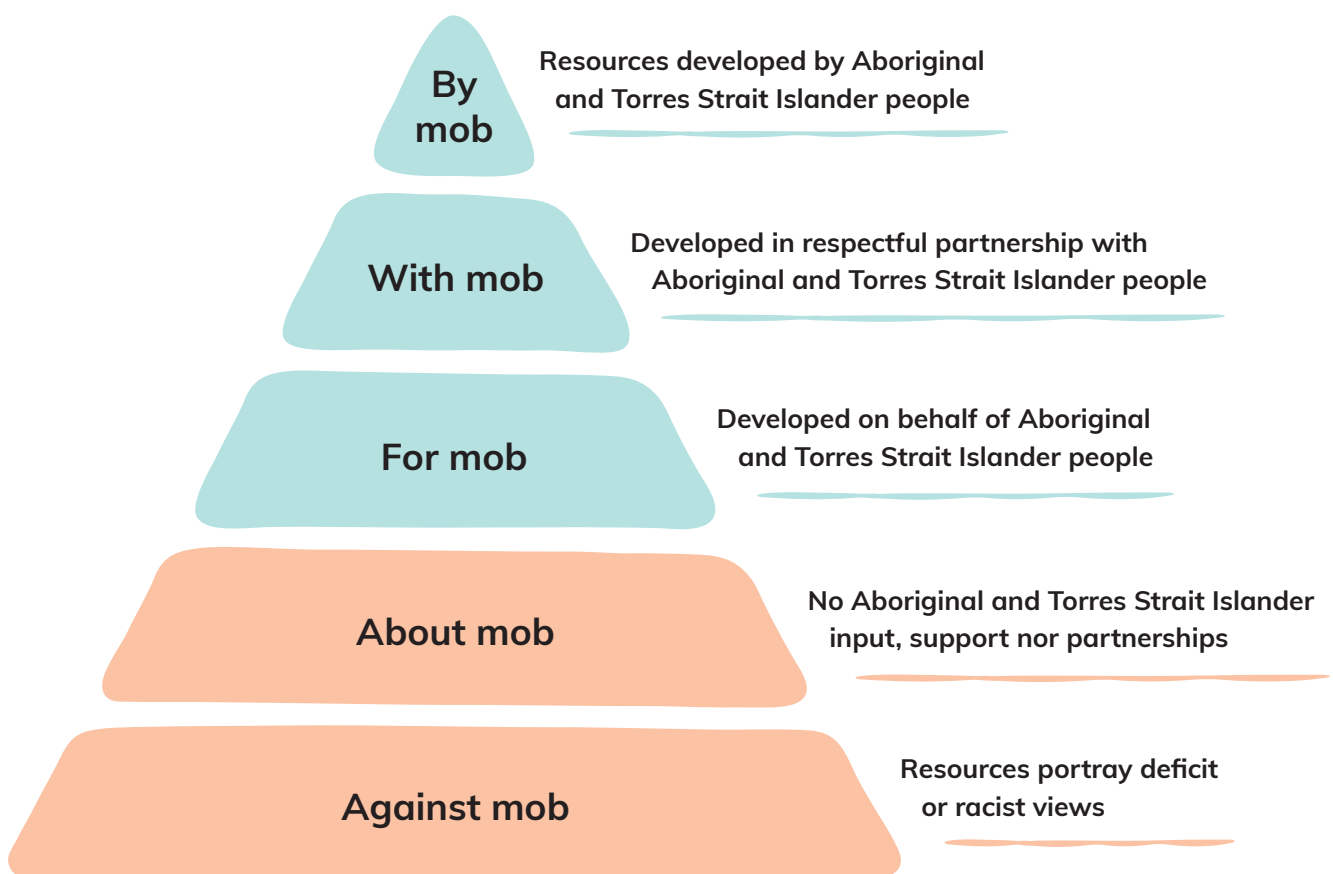 By
mob
Resources developed by Aboriginal
and Torres Strait Islander people
With mob
Developed in respectful partnership with
Aboriginal and Torres Strait Islander people
For mob
Developed on behalf of Aboriginal
and Torres Strait Islander people
About mob
No Aboriginal and Torres Strait Islander
input, support nor partnerships
Against mob
Resources portray deficit
or racist views